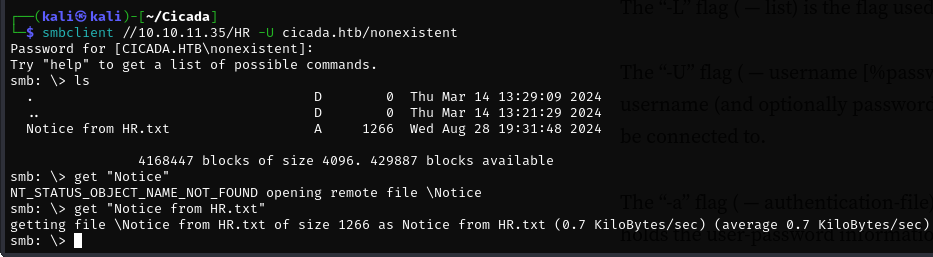 ┌──(kali㉿kali)-[~/Cicada]
└─$ smbclient //10.10.11.35/HR -U cicada.htb/nonexistent
Password for [CICADA.HTB\nonexistent]:
Try "help" to get a list of possible commands.
smb: \> ls
  .                                   D        0  Thu Mar 14 13:29:09 2024
  ..                                  D        0  Thu Mar 14 13:21:29 2024
  Notice from HR.txt                  A     1266  Wed Aug 28 19:31:48 2024
                4168447 blocks of size 4096. 429887 blocks available
smb: \> get "Notice"
NT_STATUS_OBJECT_NAME_NOT_FOUND opening remote file \Notice
smb: \> get "Notice from HR.txt"
getting file \Notice from HR.txt of size 1266 as Notice from HR.txt (0.7 KiloBytes/sec) (average 0.7 KiloBytes/sec)
smb: \>
The “-L” flag ( — list) is the flag used
The “-U” flag ( — username [%passw
username (and optionally password
be connected to.
The “-a” flag ( — authentication-file
holds the user-password informatio